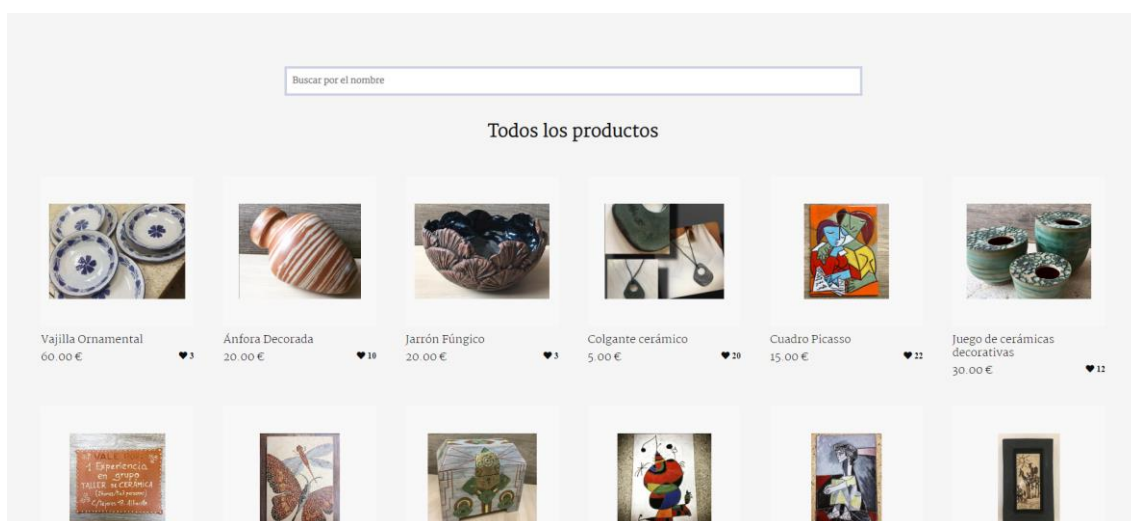 Buscar por el nombre
Todos los productos
Vajilla Ornamental
60.00 €
3
Ánfora Decorada
20.00 €
10
Jarrón Fúngico
20.00 €
3
Colgante cerámico
5.00 €
20
Cuadro Picasso
15.00 €
22
Juego de cerámicas
decorativas
30.00 €
12
1 Experiencia
en grupo
TALLER de CERÁMICA